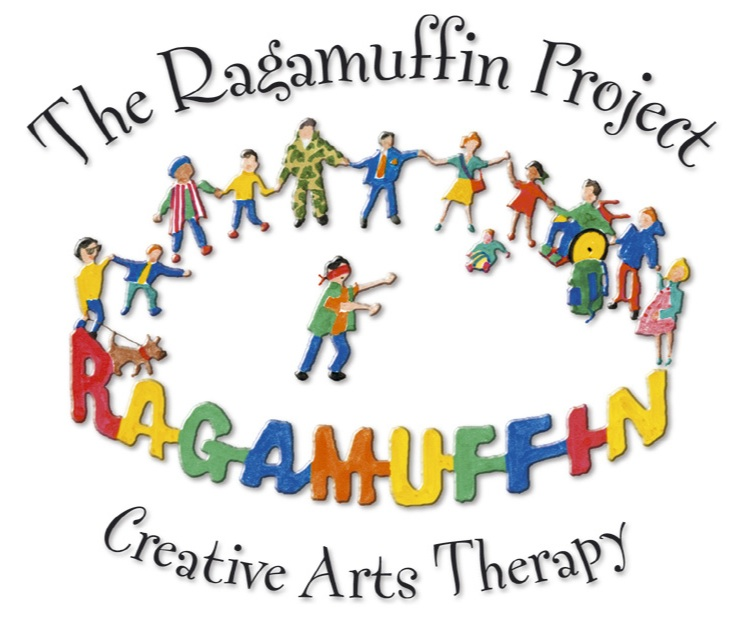 The Ragamuffin Project
RAGAMUFFIN
Creative Arts Therapy